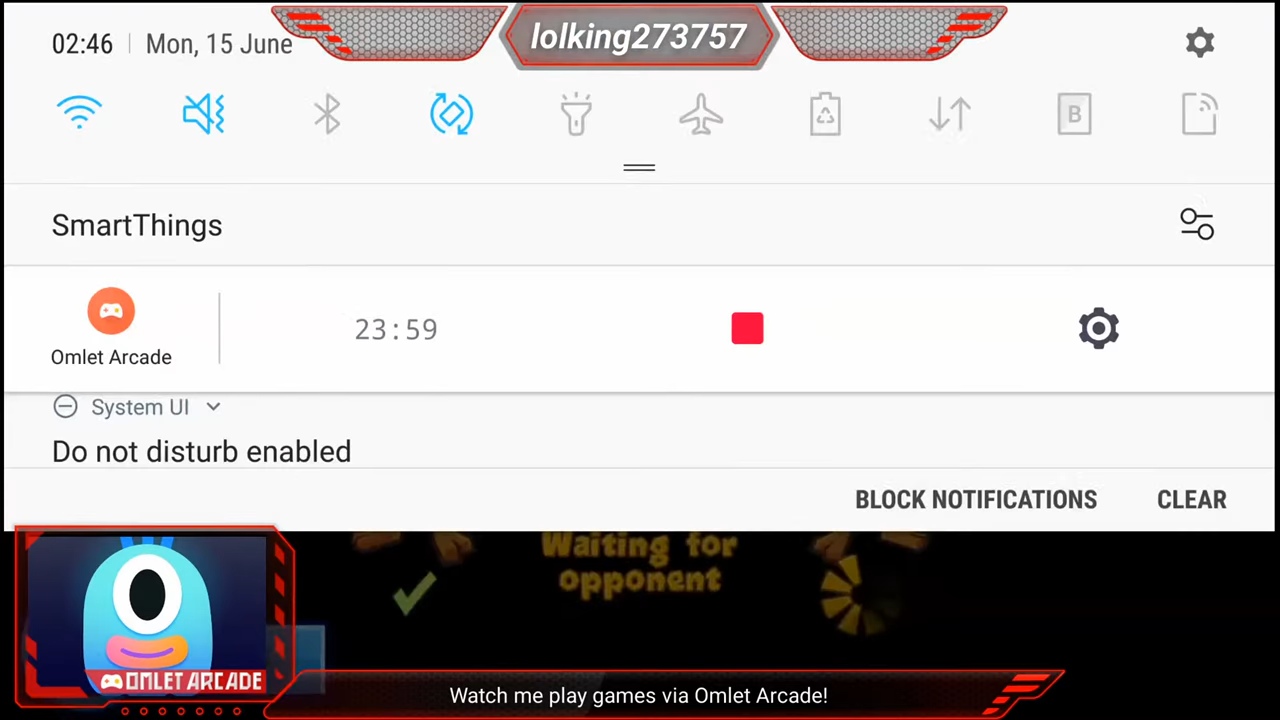 lolking273757
02:46 Mon, 15 June
B
SmartThings
Omlet Arcade
23:59
System UI
Do not disturb enabled
BLOCK NOTIFICATIONS CLEAR
Waiting for
opponent
OMLET ARCADE
Watch me play games via Omlet Arcade!